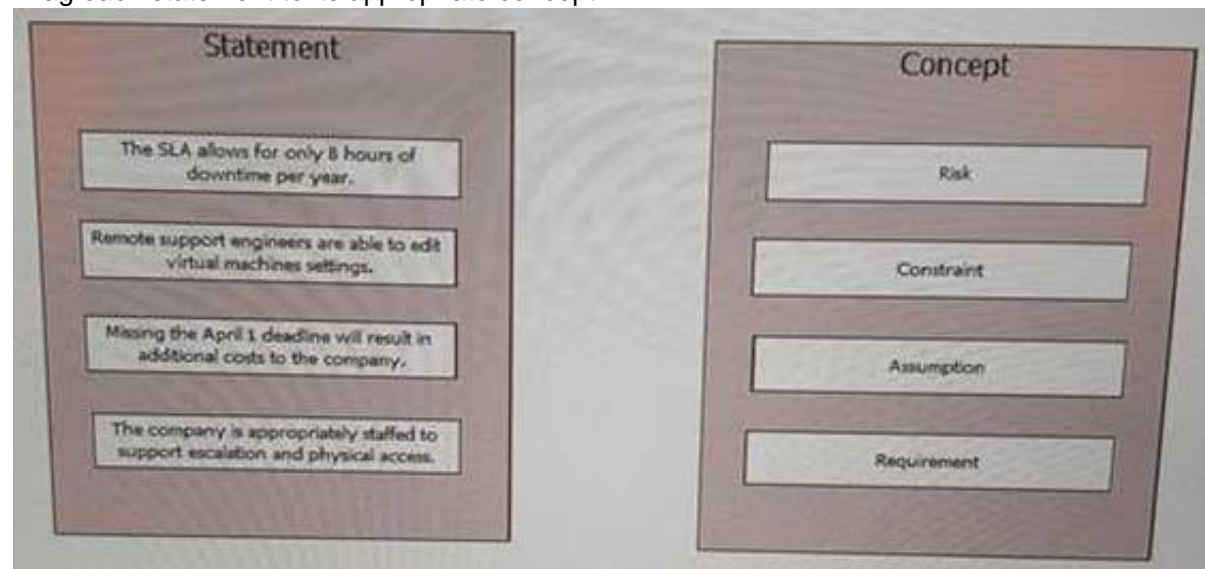 Statement
The SLA allows for only 8 hours of
downtime per year.
Remote support engineers are able to edit
virtual machines settings.
Missing the April 1 deadline will result in
additional costs to the company.
The company is appropriately staffed to
support escalation and physical access.
Concept
Risk
Constraint
Assumption
Requirement